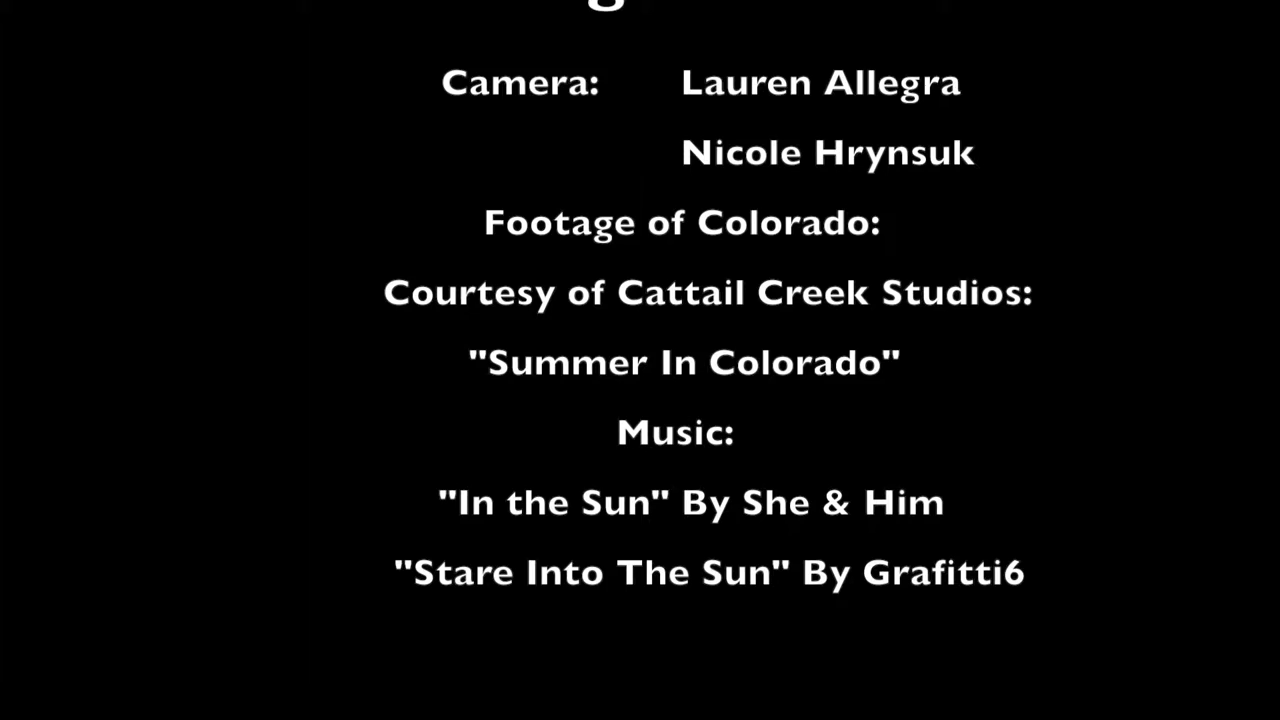 Camera: Lauren Allegra
Nicole Hrynsuk
Footage of Colorado:
Courtesy of Cattail Creek Studios:
"Summer In Colorado"
Music:
"In the Sun" By She & Him
"Stare Into The Sun" By Grafitti6